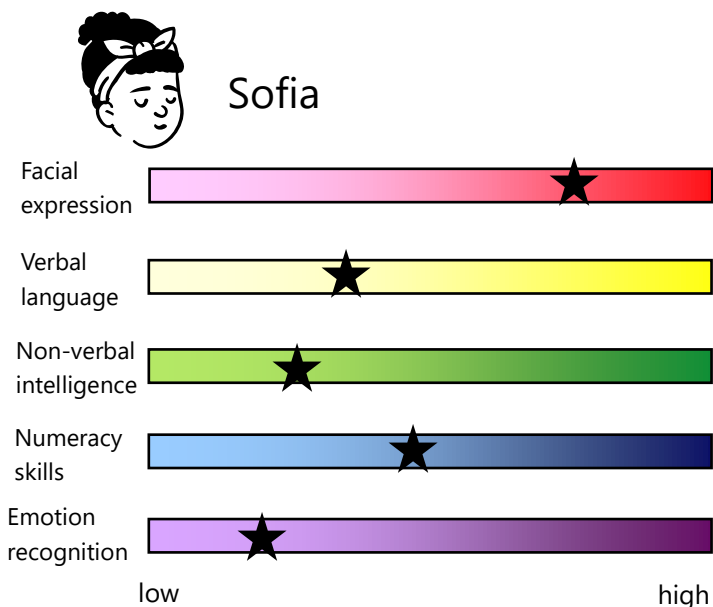 Sofia
Facial
expression
Verbal
language
Non-verbal
intelligence
Numeracy
skills
Emotion
recognition
low
high